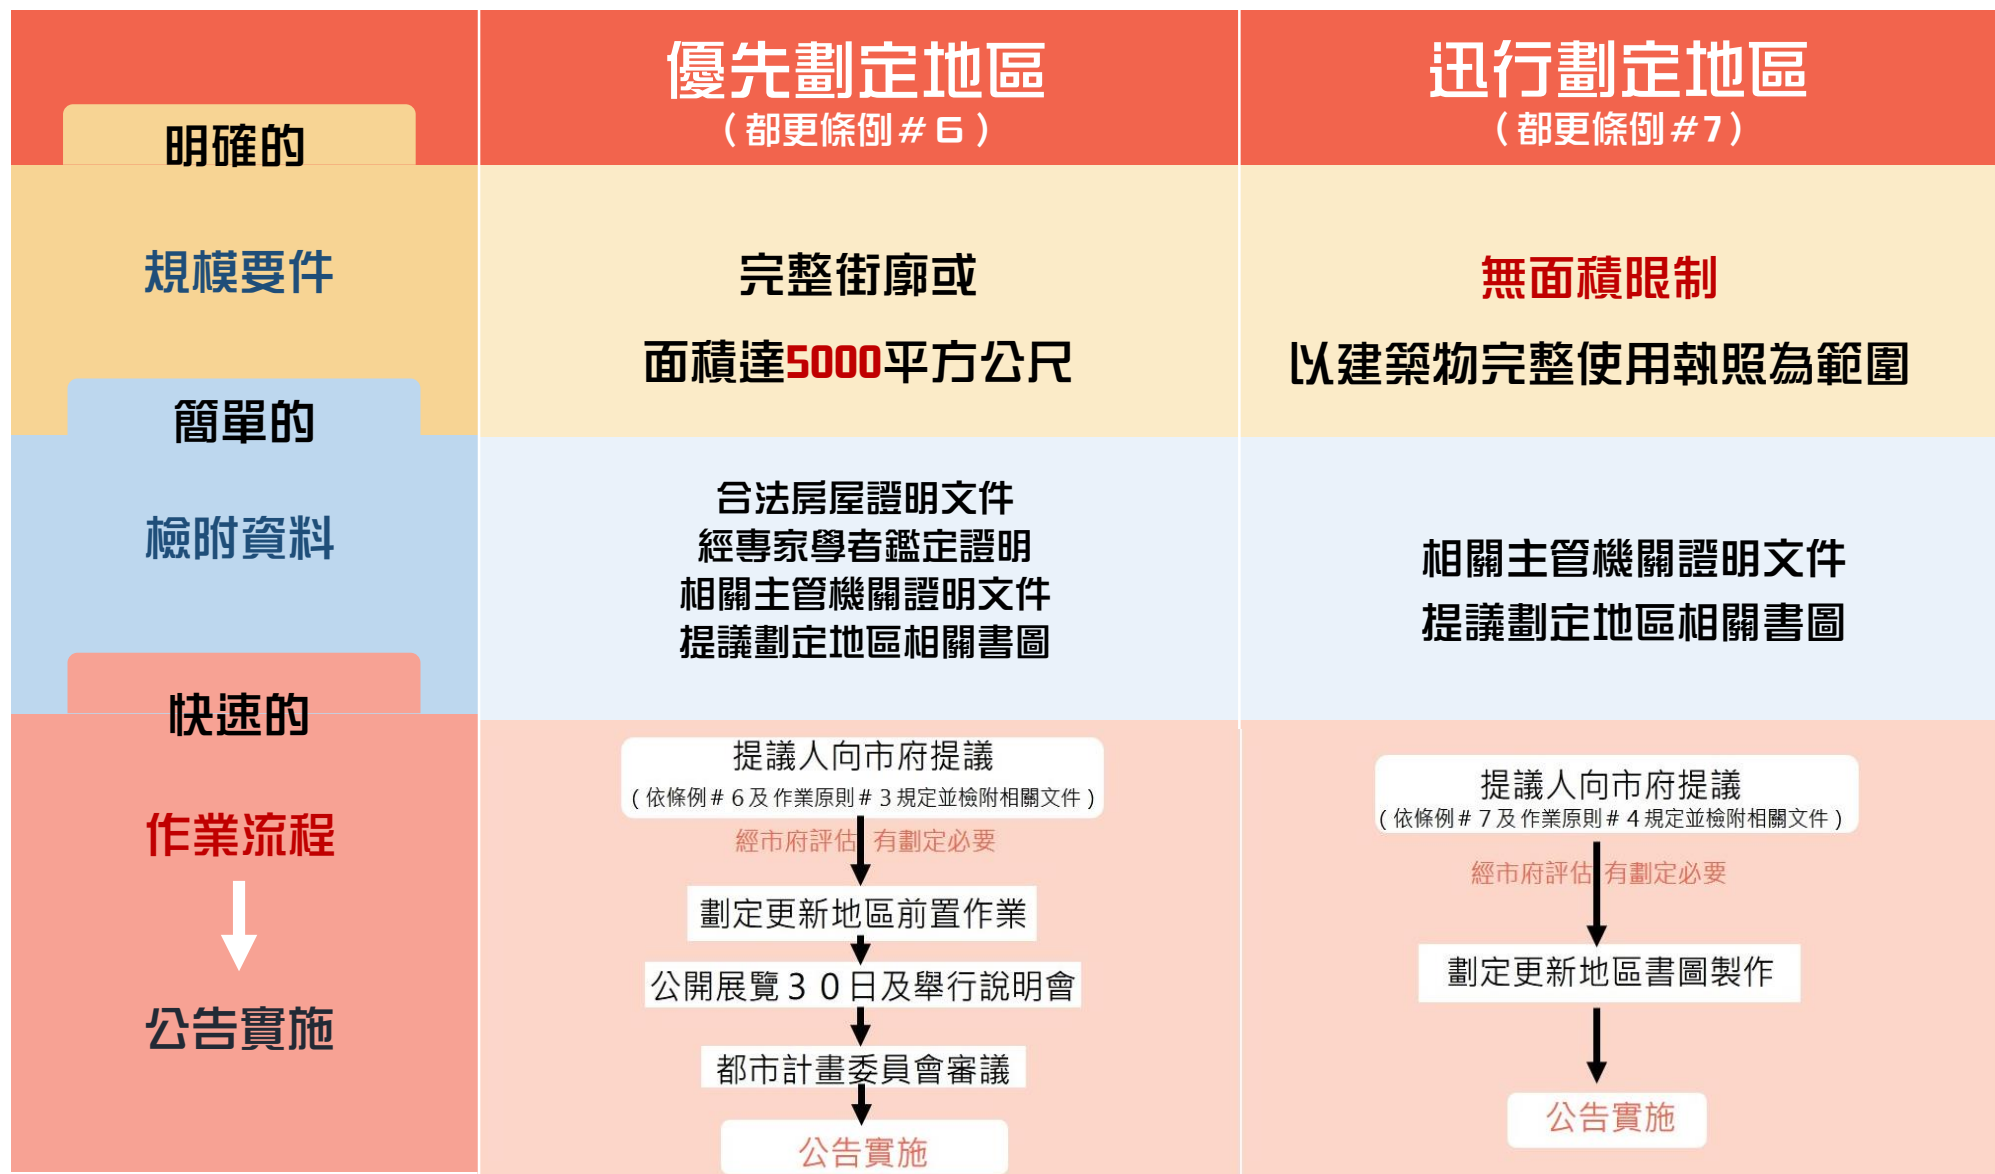 優先劃定地區
（都更條例＃６）
迅行劃定地區
（都更條例#7）
明確的
規模要件
完整街廓或
面積達5000平方公尺
無面積限制
以建築物完整使用執照為範圍
簡單的
檢附資料
合法房屋證明文件
經專家學者鑑定證明
相關主管機關證明文件
提議劃定地區相關書圖
相關主管機關證明文件
提議劃定地區相關書圖
快速的
作業流程
公告實施
提議人向市府提議
(依條例＃６及作業原則＃３規定並檢附相關文件)
經市府評估 有劃定必要
劃定更新地區前置作業
公開展覽３０日及舉行說明會
都市計畫委員會審議
公告實施
提議人向市府提議
(依條例＃７及作業原則＃４規定並檢附相關文件)
經市府評估 有劃定必要
劃定更新地區書圖製作
公告實施